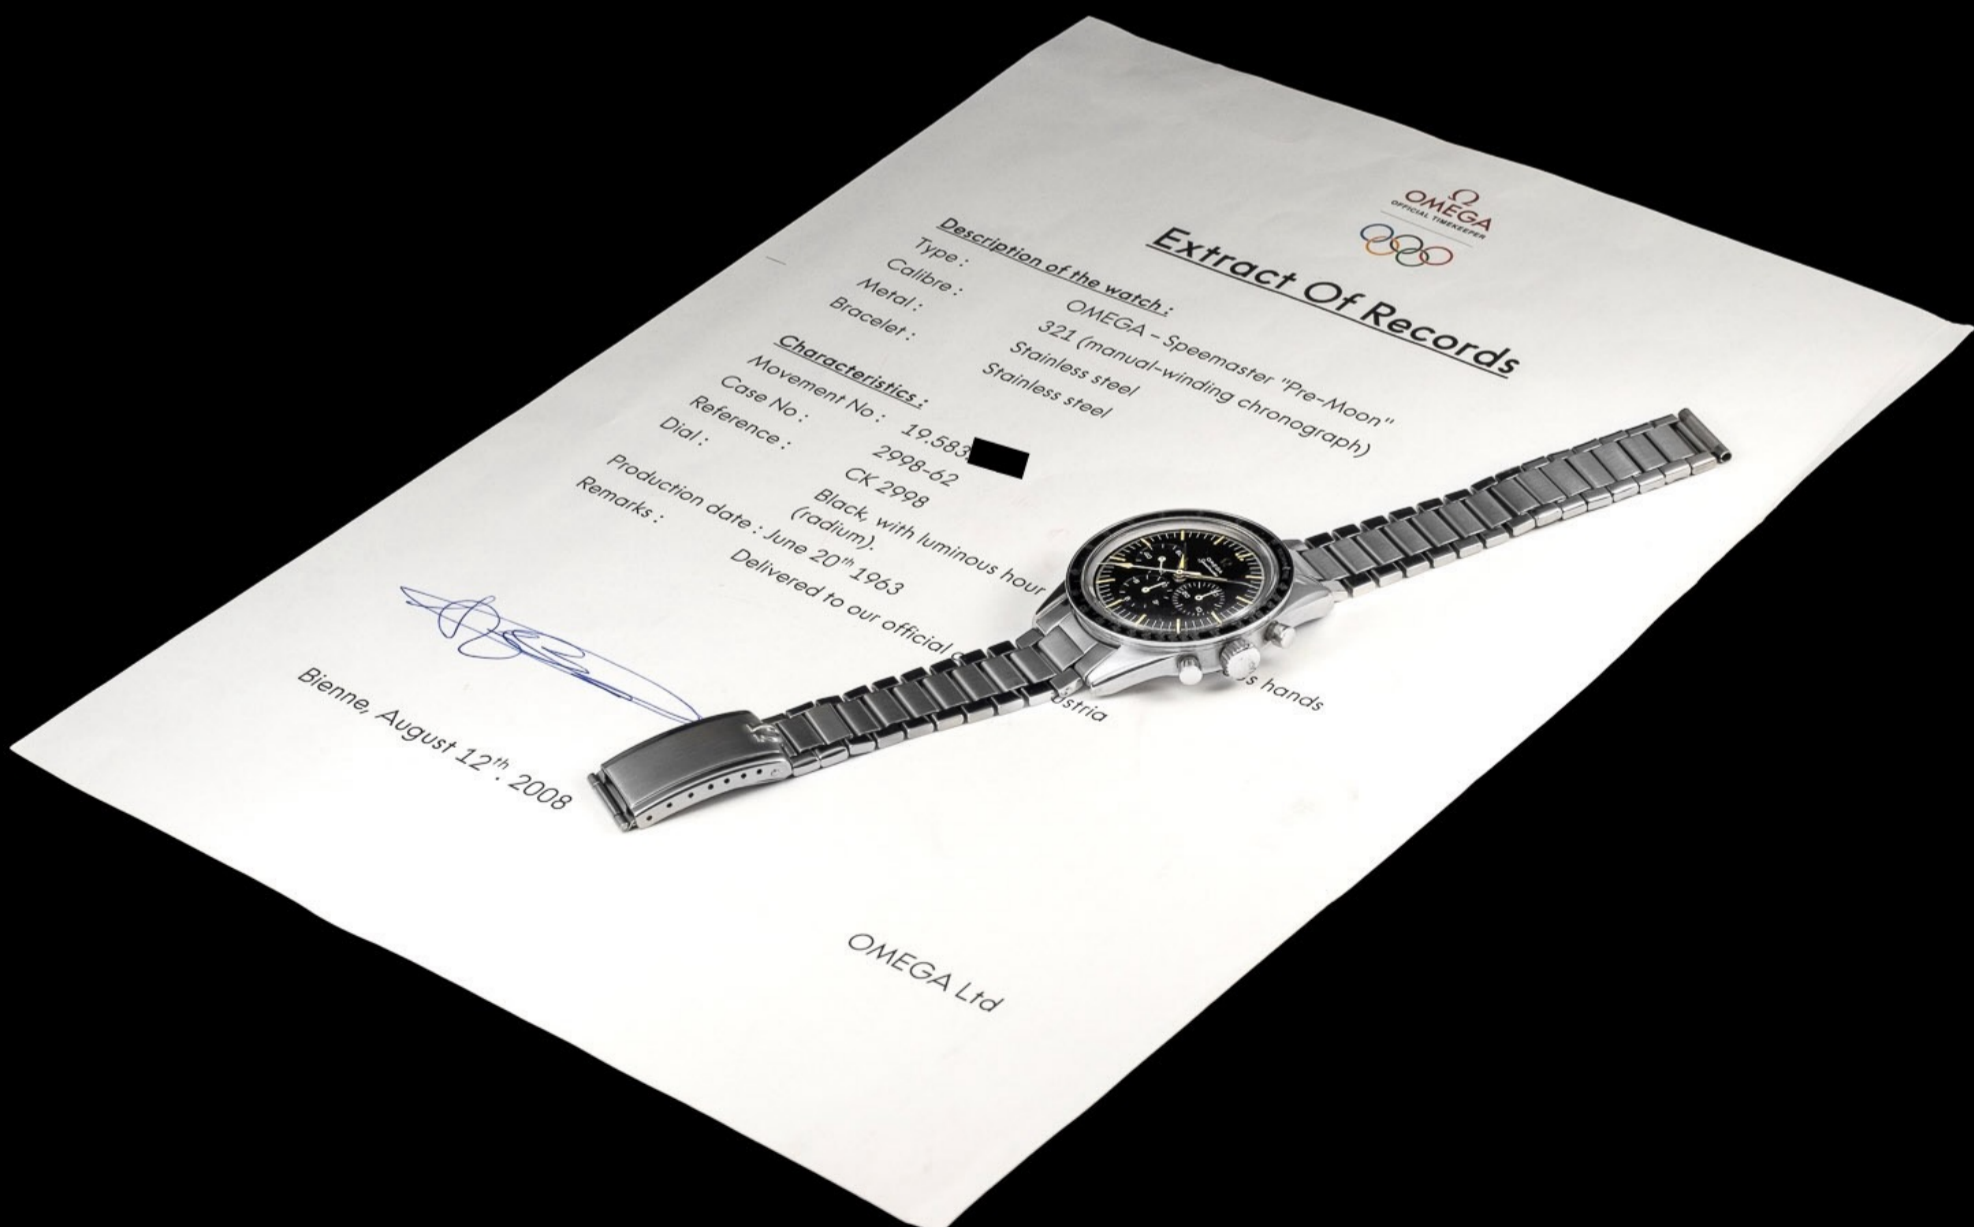 Ω
OMEGA
OFFICIAL TIMEKEEPER
Extract Of Records
Description of the watch :
Type : OMEGA – Speemaster "Pre-Moon"
Calibre : 321 (manual-winding chronograph)
Metal : Stainless steel
Bracelet : Stainless steel
Characteristics :
Movement No : 19.583.
Case No : 2998-62
Reference : CK 2998
Dial : Black, with luminous hour hands
(radium).
Production date : June 20th 1963
Remarks : Delivered to our official
Bienne, August 12th. 2008
OMEGA Ltd
OMEGA